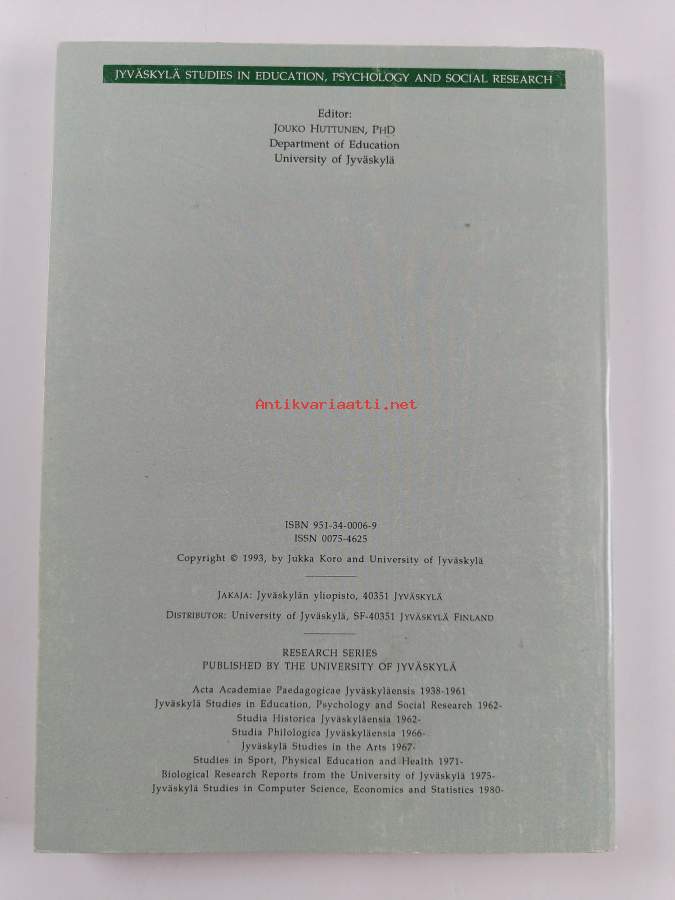 JYVÄSKYLÄ STUDIES IN EDUCATION, PSYCHOLOGY AND SOCIAL RESEARCH
Editor:
JOUKO HUTTUNEN, PHD
Department of Education
University of Jyväskylä
Antikvariaatti.net
ISBN 951-34-0006-9
ISSN 0075-4625
Copyright © 1993, by Jukka Koro and University of Jyväskylä
JAKAJA: Jyväskylän yliopisto, 40351 JYVÄSKYLÄ
DISTRIBUTOR: University of Jyväskylä, SF-40351 JYVÄSKYLÄ FINLAND
RESEARCH SERIES
PUBLISHED BY THE UNIVERSITY OF JYVÄSKYLÄ
Acta Academiae Paedagogicae Jyväskyläensis 1938-1961
Jyväskylä Studies in Education, Psychology and Social Research 1962-
Studia Historica Jyväskyläensia 1962-
Studia Philologica Jyväskyläensia 1966-
Jyväskylä Studies in the Arts 1967-
Studies in Sport, Physical Education and Health 1971-
Biological Research Reports from the University of Jyväskylä 1975-
Jyväskylä Studies in Computer Science, Economics and Statistics 1980-